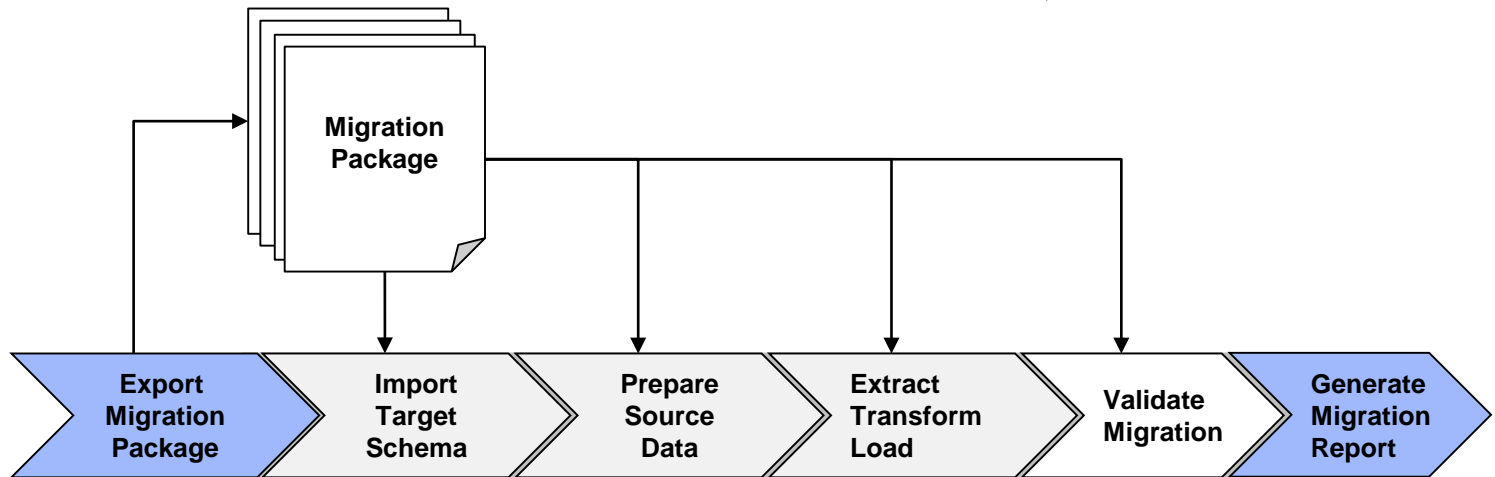 Migration
Package
Export
Migration
Package
Import
Target
Schema
Prepare
Source
Data
Extract
Transform
Load
Validate
Migration
Generate
Migration
Report